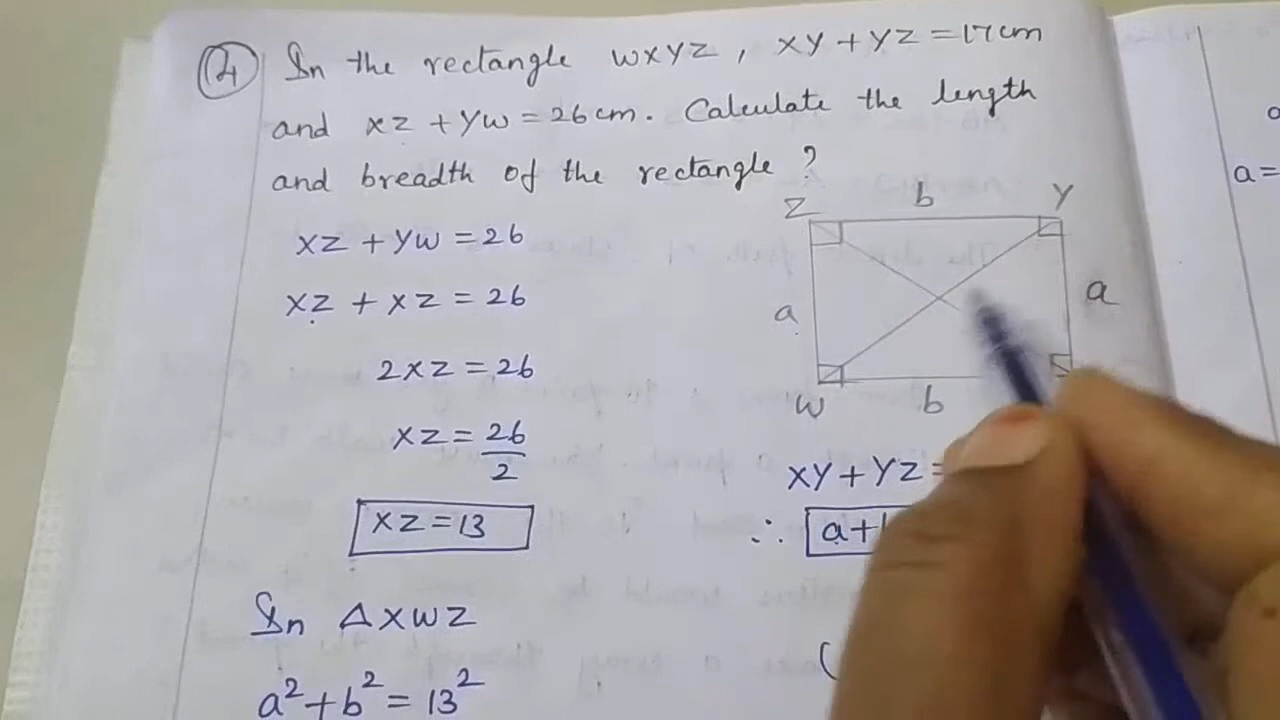 4 In the rectangle WXYZ, XY + YZ = 17 cm
and XZ + YW = 26 cm. Calculate the length
and breadth of the rectangle ?
XZ + YW = 26
XZ + XZ = 26
2XZ = 26
XZ = 26/2
XZ = 13
In ΔXWZ
a² + b² = 13²
Z b Y
a a
W b
XY + YZ =
∴ a +
(
a =